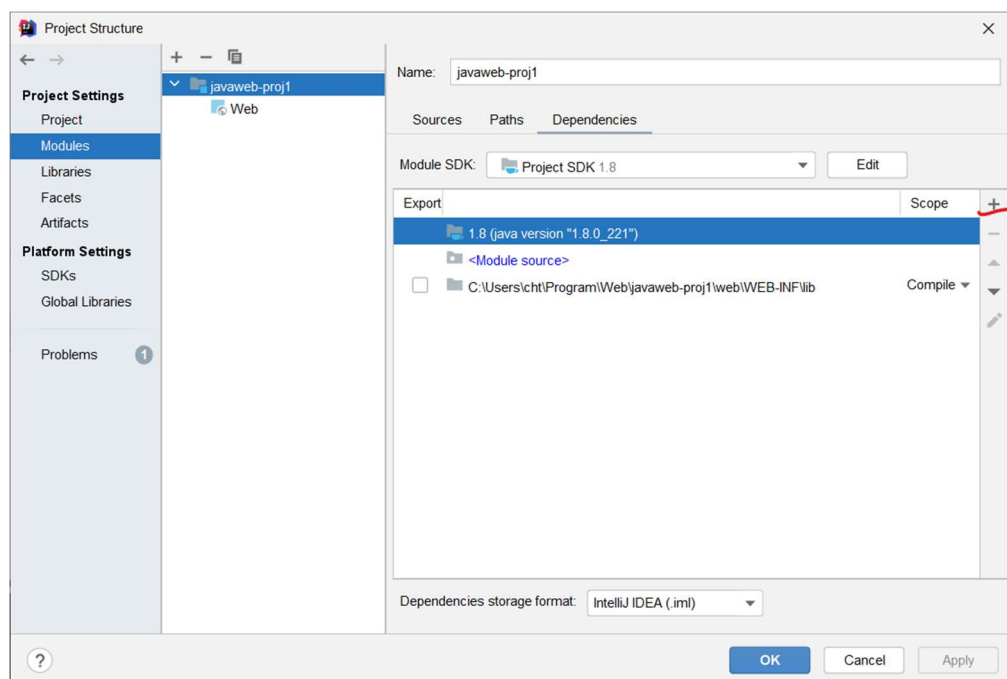 Project Structure
Project Settings
Project
Modules
Libraries
Facets
Artifacts
Platform Settings
SDKs
Global Libraries
Problems 1
javaweb-proj1
Web
Name: javaweb-proj1
Sources Paths Dependencies
Module SDK: Project SDK 1.8 Edit
Export Scope
1.8 (java version "1.8.0_221")
<Module source>
C:\Users\cht\Program\Web\javaweb-proj1\web\WEB-INF\lib Compile
Dependencies storage format: IntelliJ IDEA (.iml)
? OK Cancel Apply